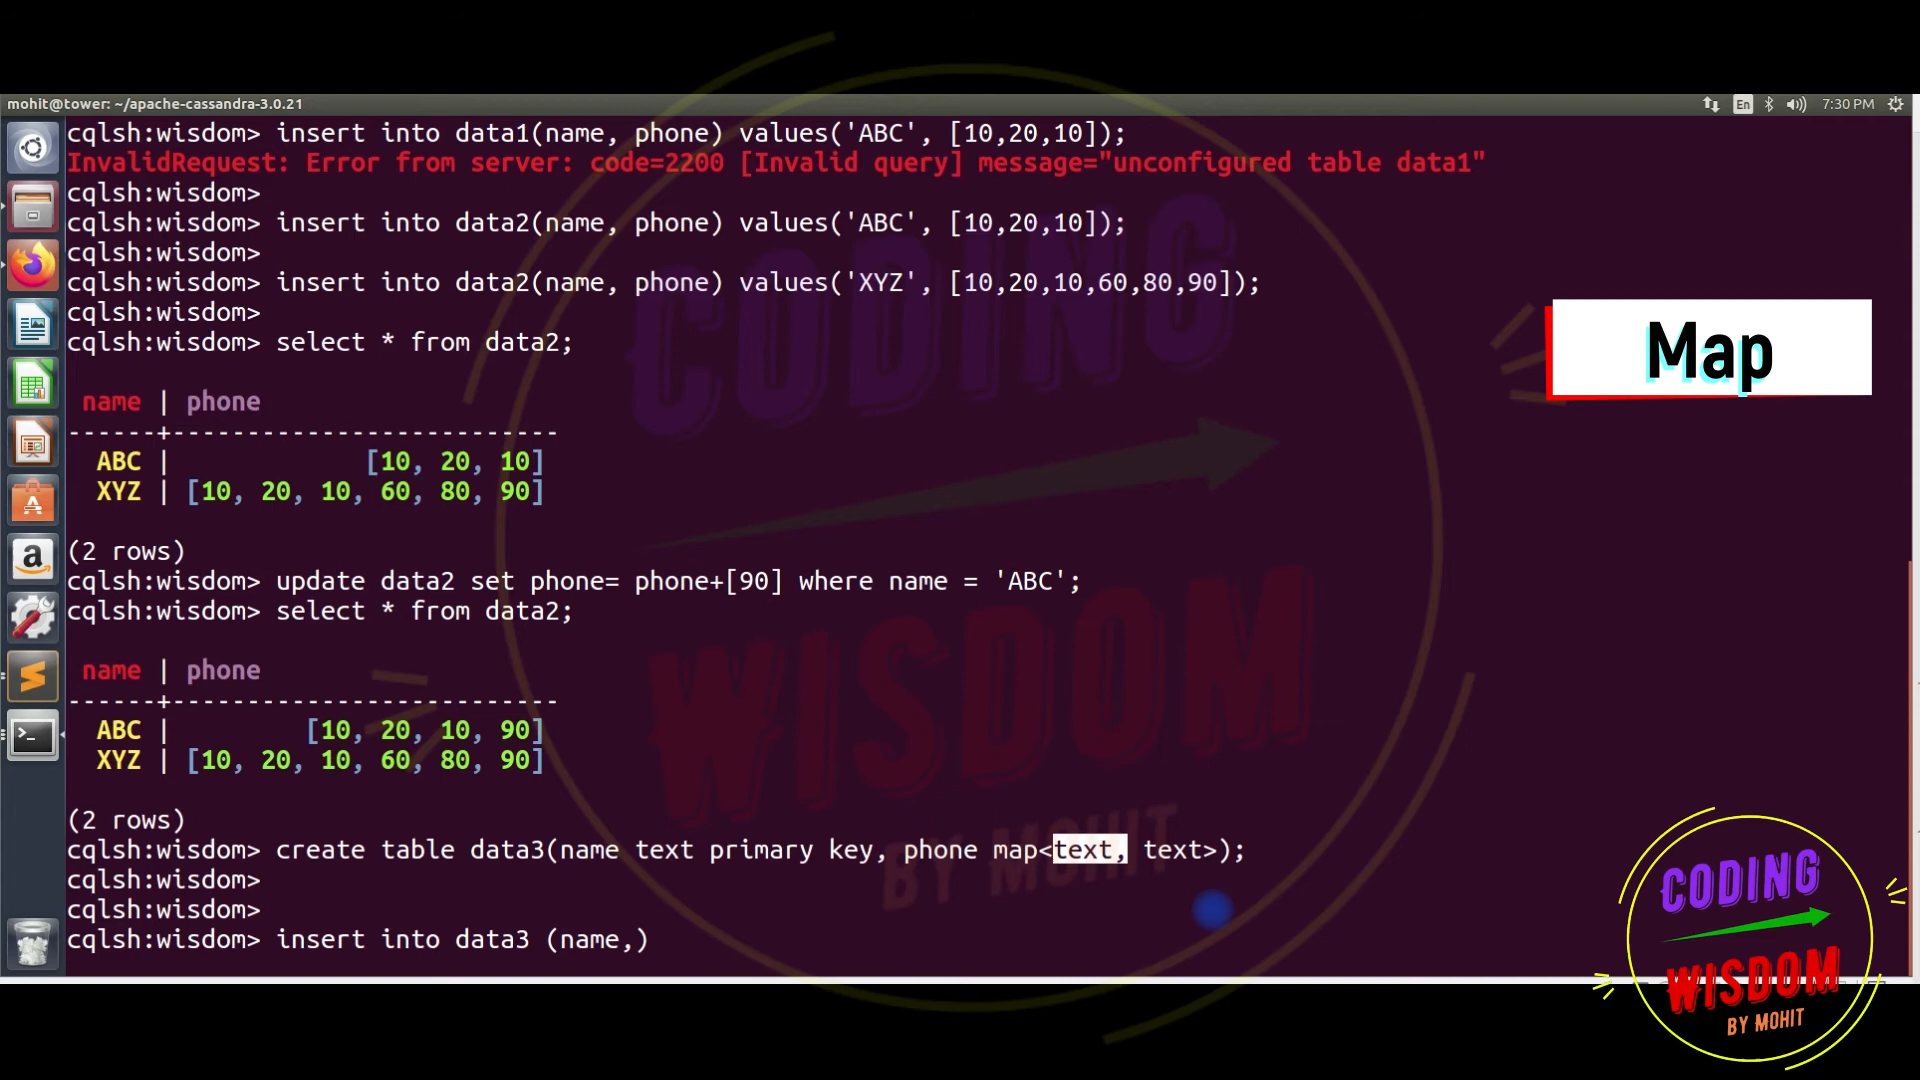 mohit@tower: ~/apache-cassandra-3.0.21
En
7:30 PM
cqlsh:wisdom> insert into data1(name, phone) values('ABC', [10,20,10]);
InvalidRequest: Error from server: code=2200 [Invalid query] message="unconfigured table data1"
cqlsh:wisdom>
cqlsh:wisdom> insert into data2(name, phone) values('ABC', [10,20,10]);
cqlsh:wisdom>
cqlsh:wisdom> insert into data2(name, phone) values('XYZ', [10,20,10,60,80,90]);
cqlsh:wisdom>
cqlsh:wisdom> select * from data2;
Map
name | phone
------+--------------------------
ABC | [10, 20, 10]
XYZ | [10, 20, 10, 60, 80, 90]
(2 rows)
cqlsh:wisdom> update data2 set phone= phone+[90] where name = 'ABC';
cqlsh:wisdom> select * from data2;
name | phone
------+--------------------------
ABC | [10, 20, 10, 90]
XYZ | [10, 20, 10, 60, 80, 90]
(2 rows)
cqlsh:wisdom> create table data3(name text primary key, phone map<text, text>);
cqlsh:wisdom>
cqlsh:wisdom>
cqlsh:wisdom> insert into data3 (name,)
CODING
WISDOM
BY MOHIT
CODING
WISDOM
BY MOHIT